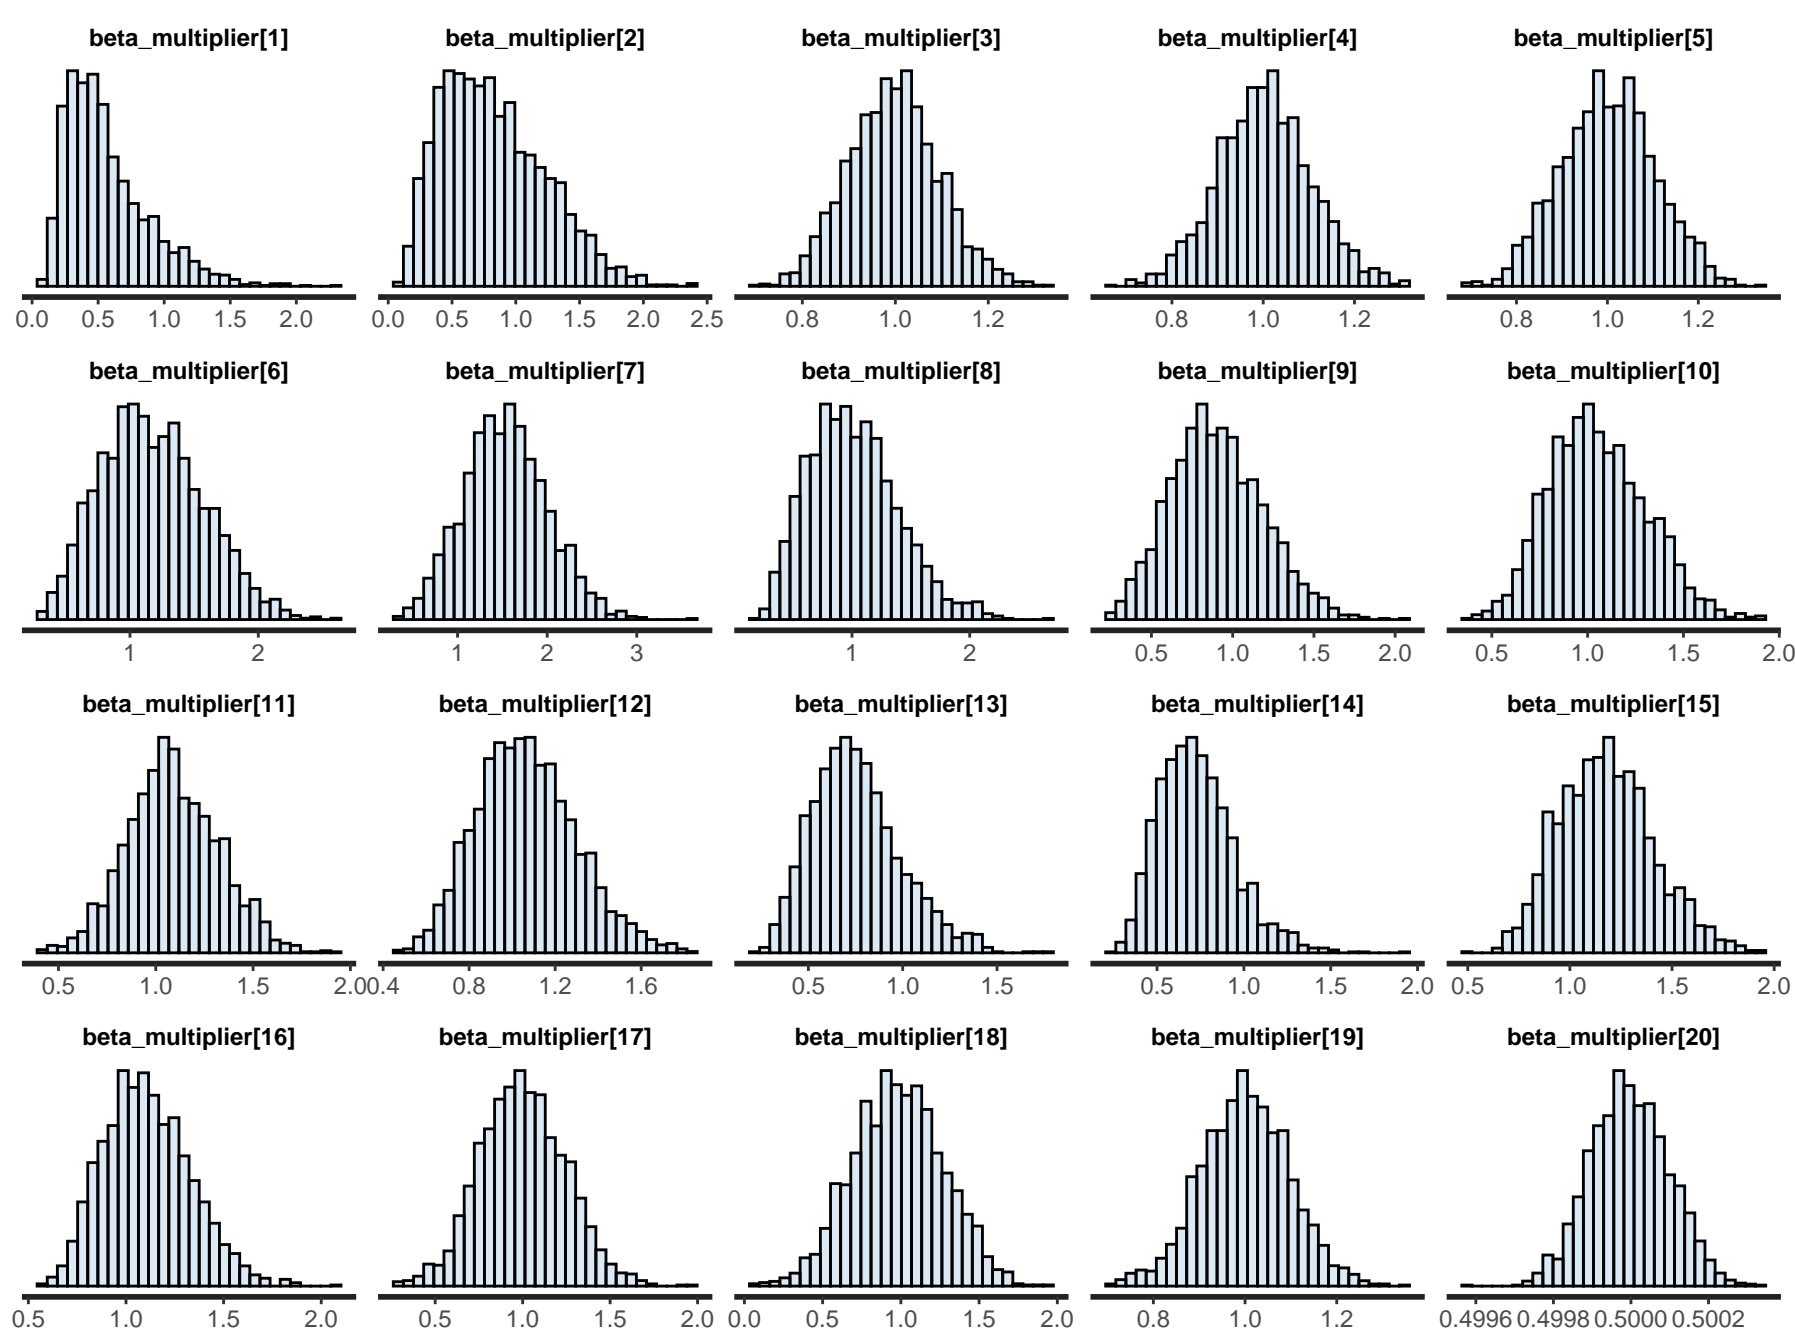 beta_multiplier[1] beta_multiplier[2] beta_multiplier[3] beta_multiplier[4] beta_multiplier[5]
0.0 0.5 1.0 1.5 2.0 0.0 0.5 1.0 1.5 2.0 2.5 0.8 1.0 1.2 0.8 1.0 1.2 0.8 1.0 1.2
beta_multiplier[6] beta_multiplier[7] beta_multiplier[8] beta_multiplier[9] beta_multiplier[10]
1 2 1 2 3 1 2 0.5 1.0 1.5 2.0 0.5 1.0 1.5 2.0
beta_multiplier[11] beta_multiplier[12] beta_multiplier[13] beta_multiplier[14] beta_multiplier[15]
0.5 1.0 1.5 2.0 0.4 0.8 1.2 1.6 0.5 1.0 1.5 0.5 1.0 1.5 2.0 0.5 1.0 1.5 2.0
beta_multiplier[16] beta_multiplier[17] beta_multiplier[18] beta_multiplier[19] beta_multiplier[20]
0.5 1.0 1.5 2.0 0.5 1.0 1.5 2.0 0.0 0.5 1.0 1.5 2.0 0.8 1.0 1.2 0.4996 0.4998 0.5000 0.5002